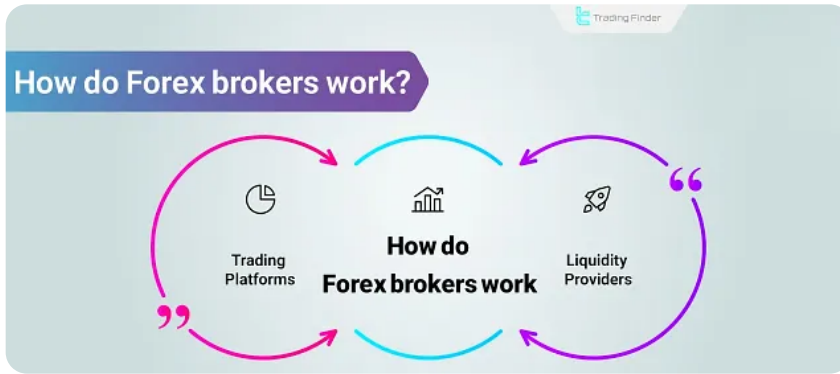 Trading Finder
How do Forex brokers work?
Trading
Platforms
How do
Forex brokers work
Liquidity
Providers